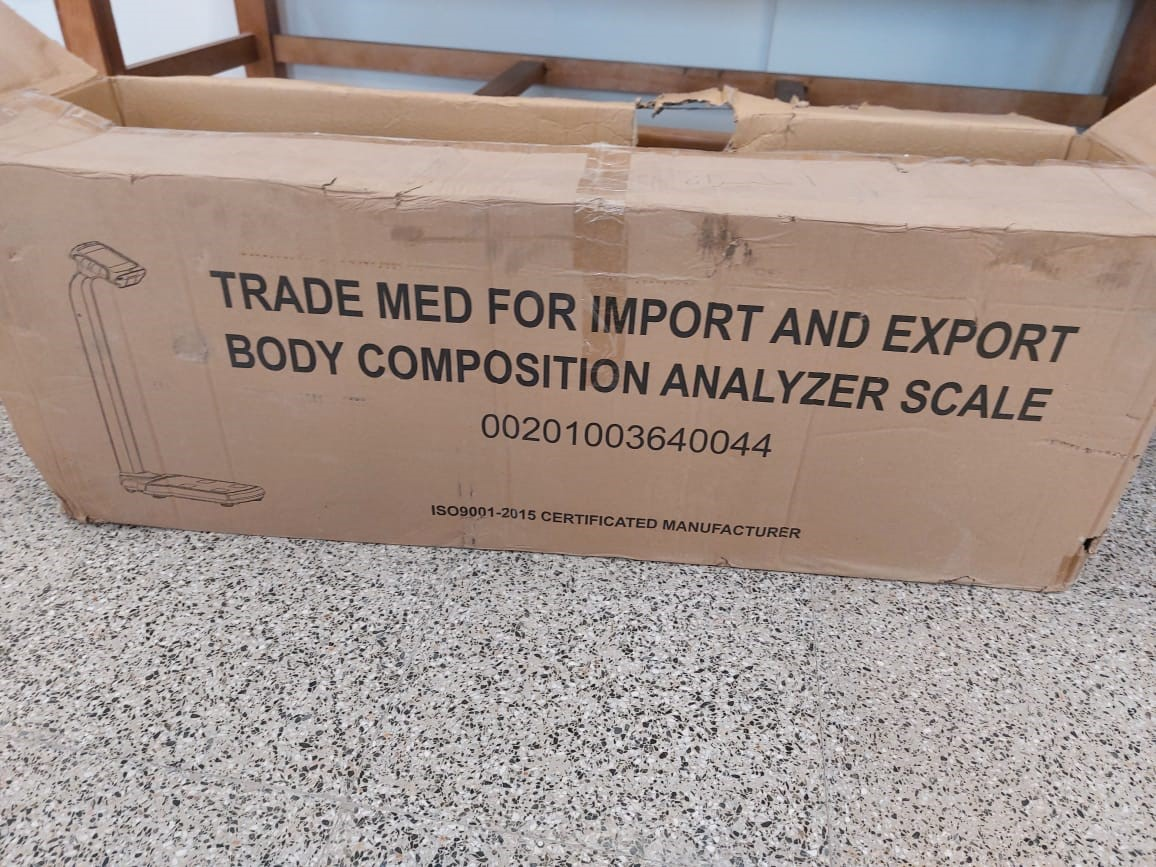 TRADE MED FOR IMPORT AND EXPORT
BODY COMPOSITION ANALYZER SCALE
00201003640044
ISO9001-2015 CERTIFICATED MANUFACTURER